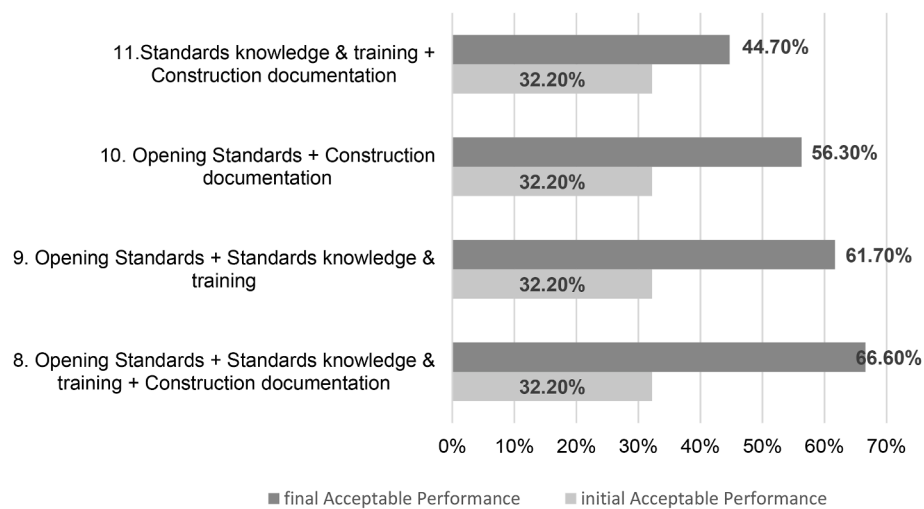 11.Standards knowledge & training +
Construction documentation
44.70%
32.20%
10. Opening Standards + Construction
documentation
56.30%
32.20%
9. Opening Standards + Standards knowledge &
training
61.70%
32.20%
8. Opening Standards + Standards knowledge &
training + Construction documentation
66.60%
32.20%
0% 10% 20% 30% 40% 50% 60% 70%
final Acceptable Performance initial Acceptable Performance